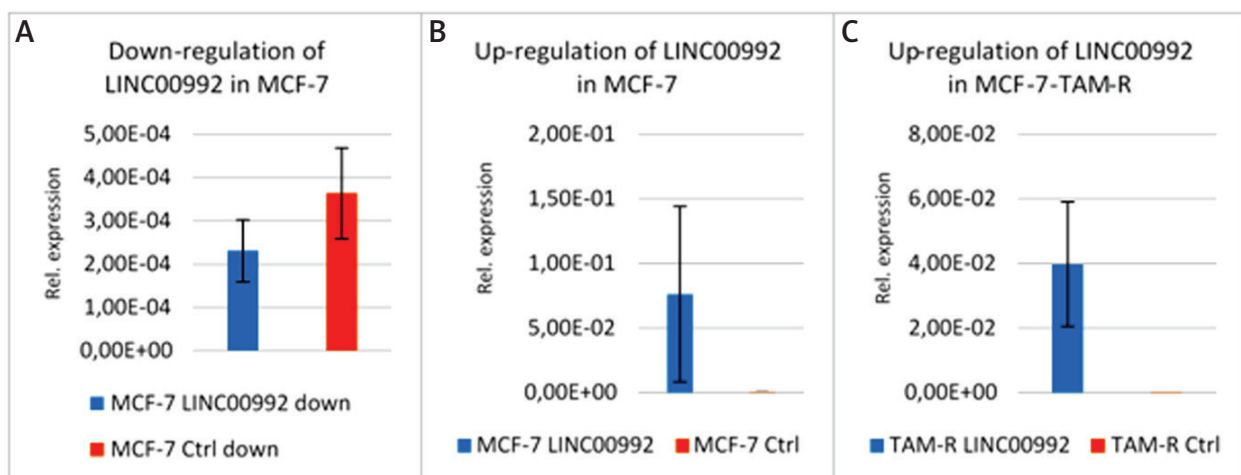 A
Down-regulation of
LINC00992 in MCF-7
Rel. expression
5,00E-04
4,00E-04
3,00E-04
2,00E-04
1,00E-04
0,00E+00
MCF-7 LINC00992 down
MCF-7 Ctrl down
B
Up-regulation of LINC00992
in MCF-7
Rel. expression
2,00E-01
1,50E-01
1,00E-01
5,00E-02
0,00E+00
MCF-7 LINC00992 MCF-7 Ctrl
C
Up-regulation of LINC00992
in MCF-7-TAM-R
Rel. expression
8,00E-02
6,00E-02
4,00E-02
2,00E-02
0,00E+00
TAM-R LINC00992 TAM-R Ctrl